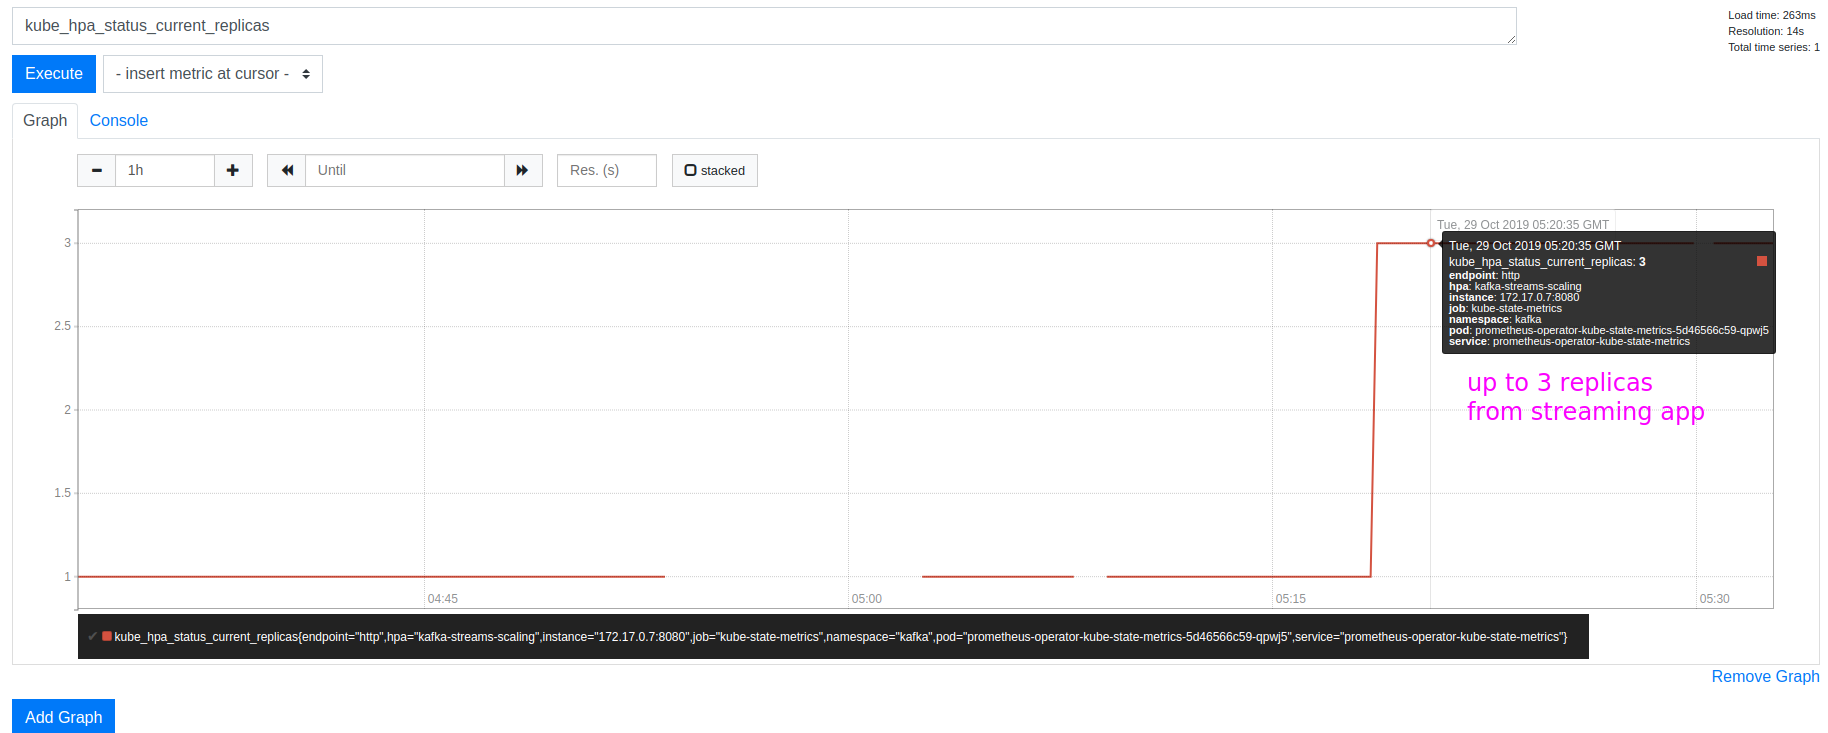 kube_hpa_status_current_replicas
Load time: 263ms
Resolution: 14s
Total time series: 1
Execute
- insert metric at cursor -
Graph
Console
1h
Until
Res. (s)
stacked
Tue, 29 Oct 2019 05:20:35 GMT
3
2.5
2
1.5
1
Tue, 29 Oct 2019 05:20:35 GMT
kube_hpa_status_current_replicas: 3
endpoint: http
hpa: kafka-streams-scaling
instance: 172.17.0.7:8080
job: kube-state-metrics
namespace: kafka
pod: prometheus-operator-kube-state-metrics-5d46566c59-qpwj5
service: prometheus-operator-kube-state-metrics
up to 3 replicas
from streaming app
04:45
05:00
05:15
05:30
kube_hpa_status_current_replicas{endpoint="http",hpa="kafka-streams-scaling",instance="172.17.0.7:8080",job="kube-state-metrics",namespace="kafka",pod="prometheus-operator-kube-state-metrics-5d46566c59-qpwj5",service="prometheus-operator-kube-state-metrics"}
Remove Graph
Add Graph